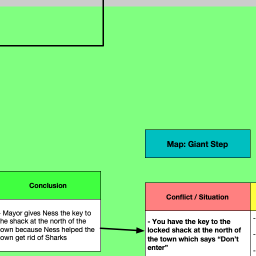 Map: Giant Step
Conclusion
- Mayor gives Ness the key to
the shack at the north of the
town because Ness helped the
town get rid of Sharks
Conflict / Situation
- You have the key to the
locked shack at the north of
the town which says “Don’t
enter”